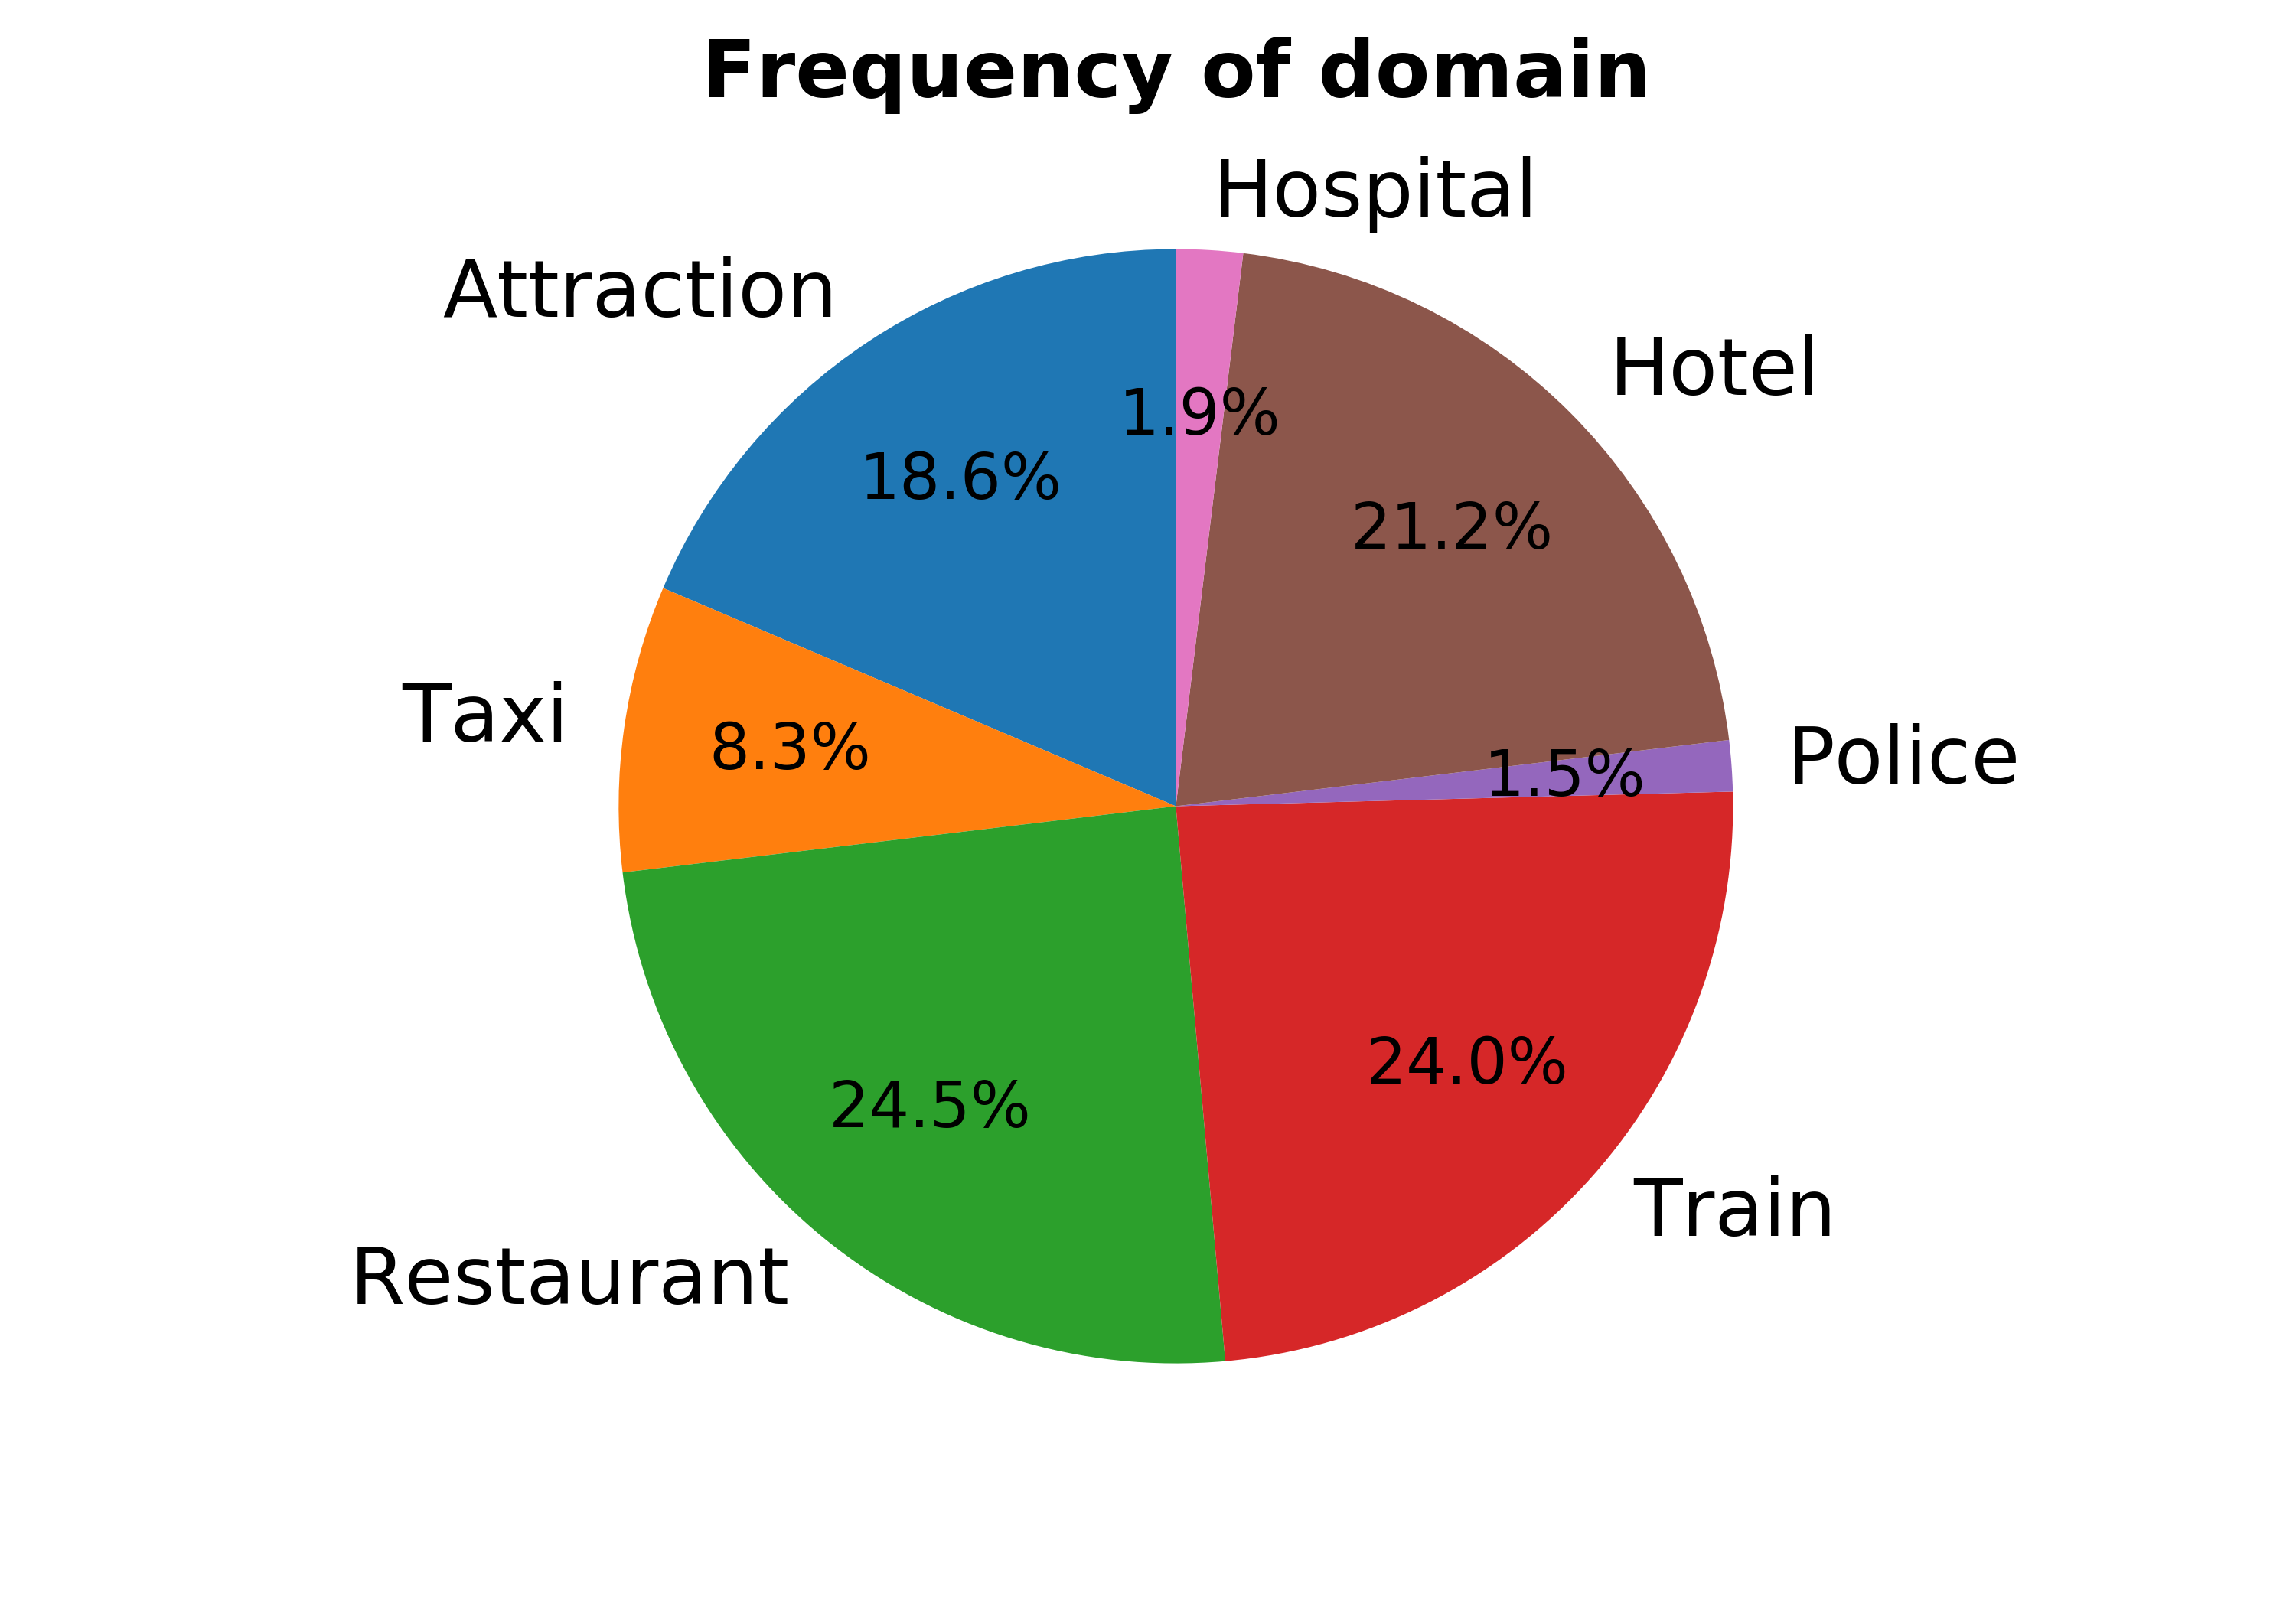 Frequency of domain
Hospital
Attraction
Hotel
1.9%
18.6%
21.2%
Taxi
Police
8.3%
1.5%
24.0%
24.5%
Train
Restaurant